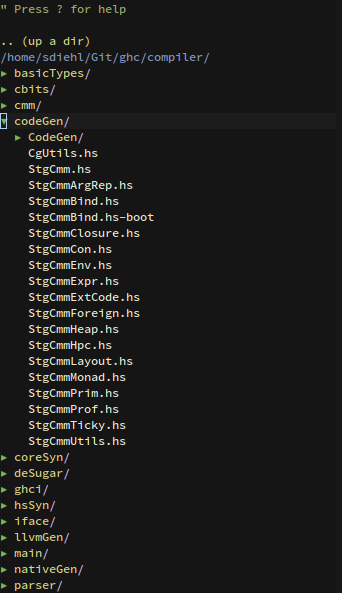 " Press ? for help
.. (up a dir)
/home/sdiehl/Git/ghc/compiler/
▸ basicTypes/
▸ cbits/
▸ cmm/
▾ codeGen/
▸ CodeGen/
CgUtils.hs
StgCmm.hs
StgCmmArgRep.hs
StgCmmBind.hs
StgCmmBind.hs-boot
StgCmmClosure.hs
StgCmmCon.hs
StgCmmEnv.hs
StgCmmExpr.hs
StgCmmExtCode.hs
StgCmmForeign.hs
StgCmmHeap.hs
StgCmmHpc.hs
StgCmmLayout.hs
StgCmmMonad.hs
StgCmmPrim.hs
StgCmmProf.hs
StgCmmTicky.hs
StgCmmUtils.hs
▸ coreSyn/
▸ deSugar/
▸ ghci/
▸ hsSyn/
▸ iface/
▸ llvmGen/
▸ main/
▸ nativeGen/
▸ parser/